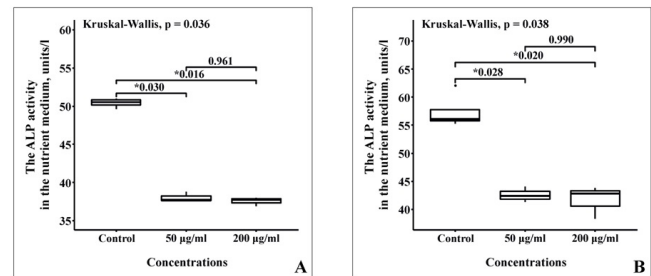 Kruskal-Wallis, p = 0.036
60
55
50
45
40
35
0.961
*0.016
*0.030
The ALP activity
in the nutrient medium, units/l
Control
50 µg/ml
200 µg/ml
Concentrations
A
Kruskal-Wallis, p = 0.038
70
65
60
55
50
45
40
0.990
*0.020
*0.028
The ALP activity
in the nutrient medium, units/l
Control
50 µg/ml
200 µg/ml
Concentrations
B